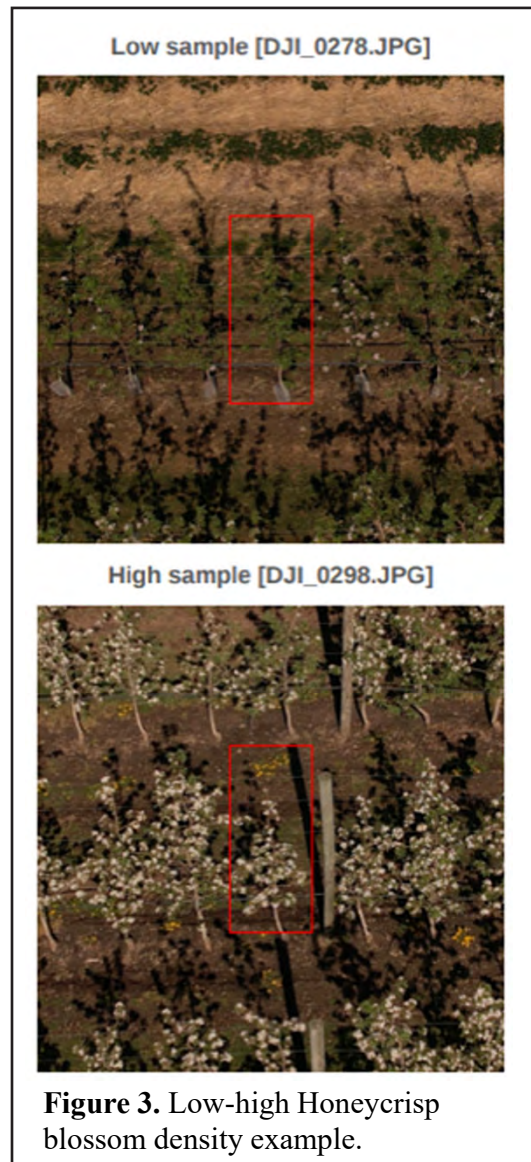 Low sample [DJI_0278.JPG]
High sample [DJI_0298.JPG]
Figure 3. Low-high Honeycrisp
blossom density example.